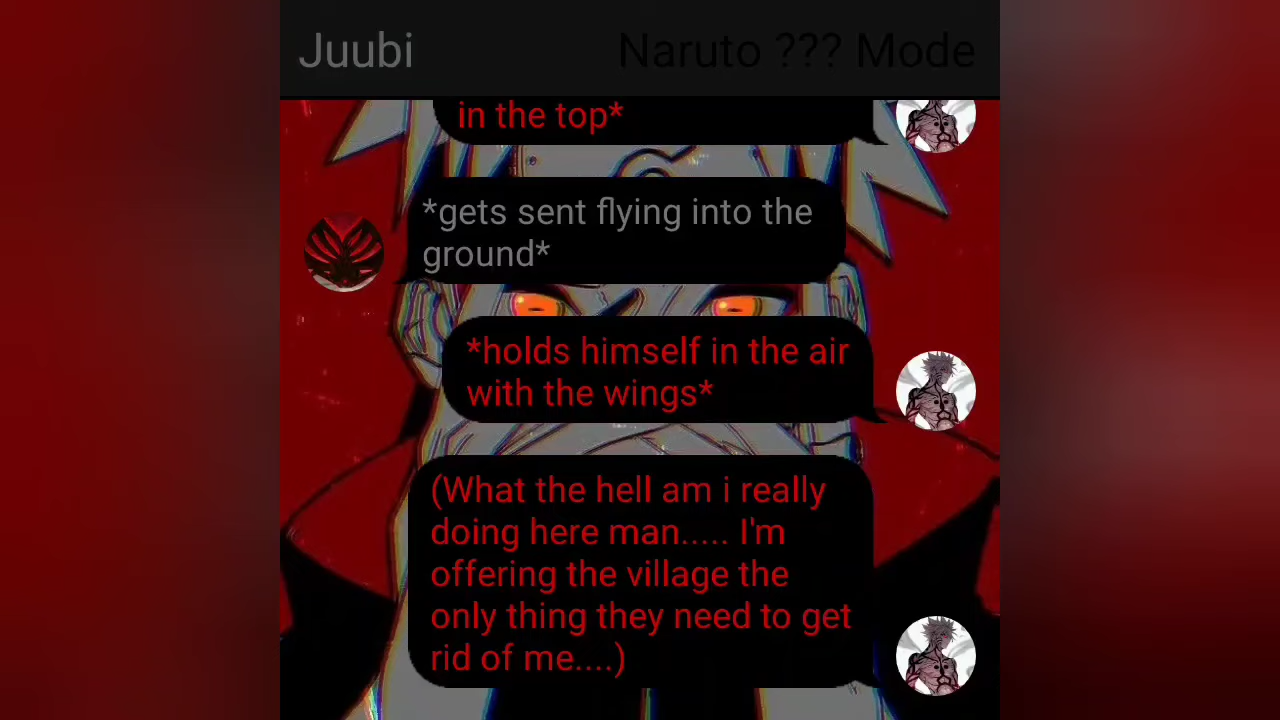 Juubi
Naruto ??? Mode
in the top*
*gets sent flying into the
ground*
*holds himself in the air
with the wings*
(What the hell am i really
doing here man..... I'm
offering the village the
only thing they need to get
rid of me....)